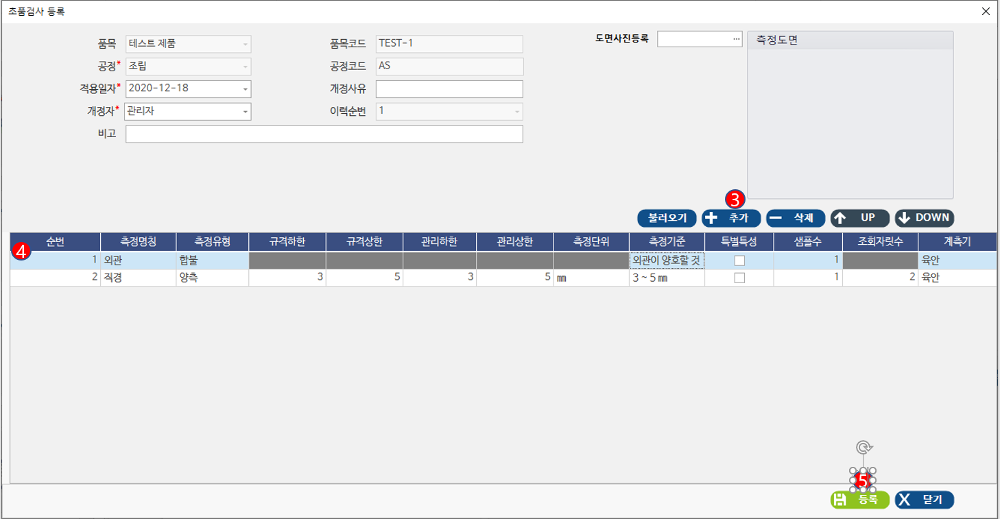 초품검사 등록
품목 테스트 제품 품목코드 TEST-1 도면사진등록 ... 측정도면
공정* 조립 공정코드 AS
적용일자* 2020-12-18 개정사유
개정자* 관리자 이력순번 1
비고
3
불러오기 추가 삭제 UP DOWN
순번 측정명칭 측정유형 규격하한 규격상한 관리하한 관리상한 측정단위 측정기준 특별특성 샘플수 조회자릿수 계측기
4
1 외관 합불 외관이 양호할 것 1 육안
2 직경 양측 3 5 3 5 ㎜ 3 ~ 5 ㎜ 1 2 육안
5
등록 X 닫기